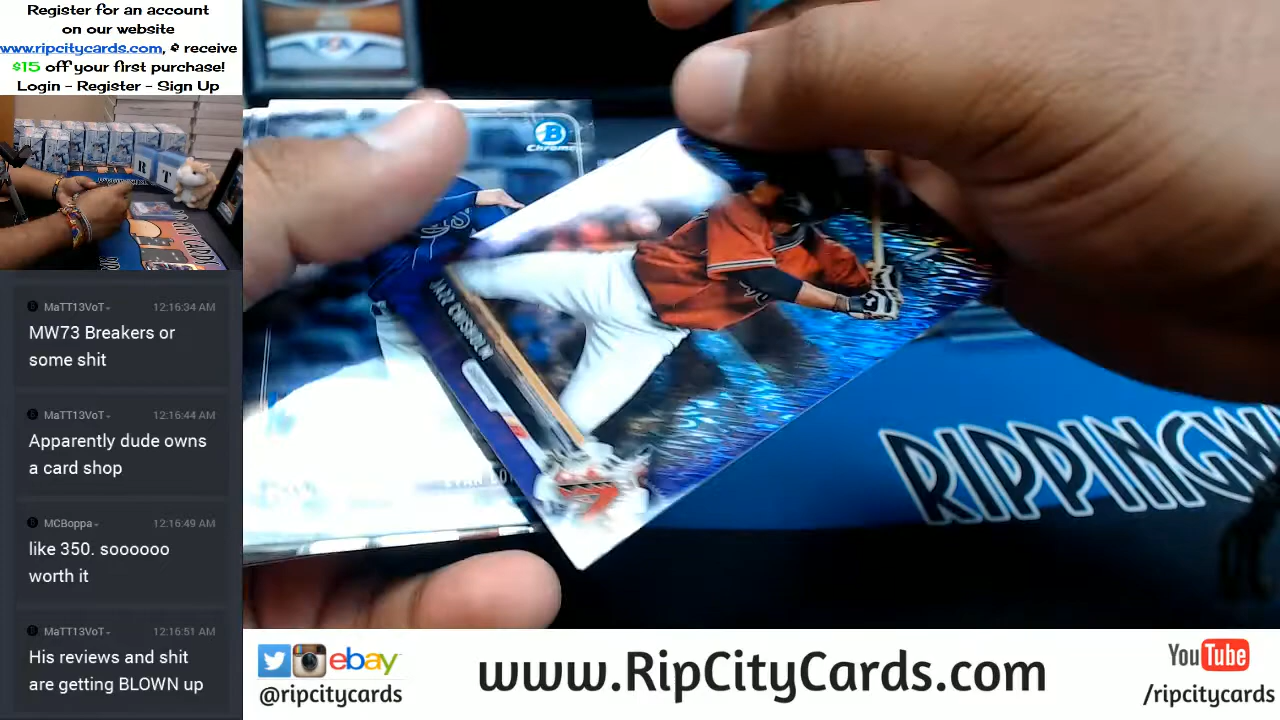 Register for an account
on our website
www.ripcitycards.com, & receive
$15 off your first purchase!
Login - Register - Sign Up
MaTT13VoT
12:16:34 AM
MW73 Breakers or
some shit
MaTT13VoT
12:16:44 AM
Apparently dude owns
a card shop
MCBoppa
12:16:49 AM
like 350. soooooo
worth it
MaTT13VoT
12:16:51 AM
His reviews and shit
are getting BLOWN up
B
Chrome
JAZZ CHISHOLM
RIPPINGW
ebay
@ripcitycards
www.RipCityCards.com
YouTube
/ripcitycards